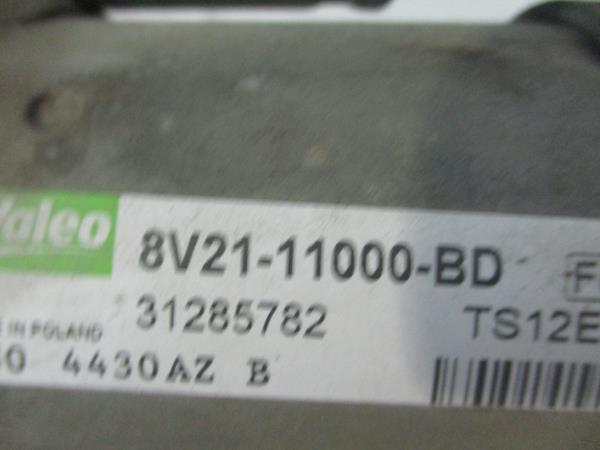 Valeo
8V21-11000-BD
31285782 TS12E
IN POLAND
4430AZ B